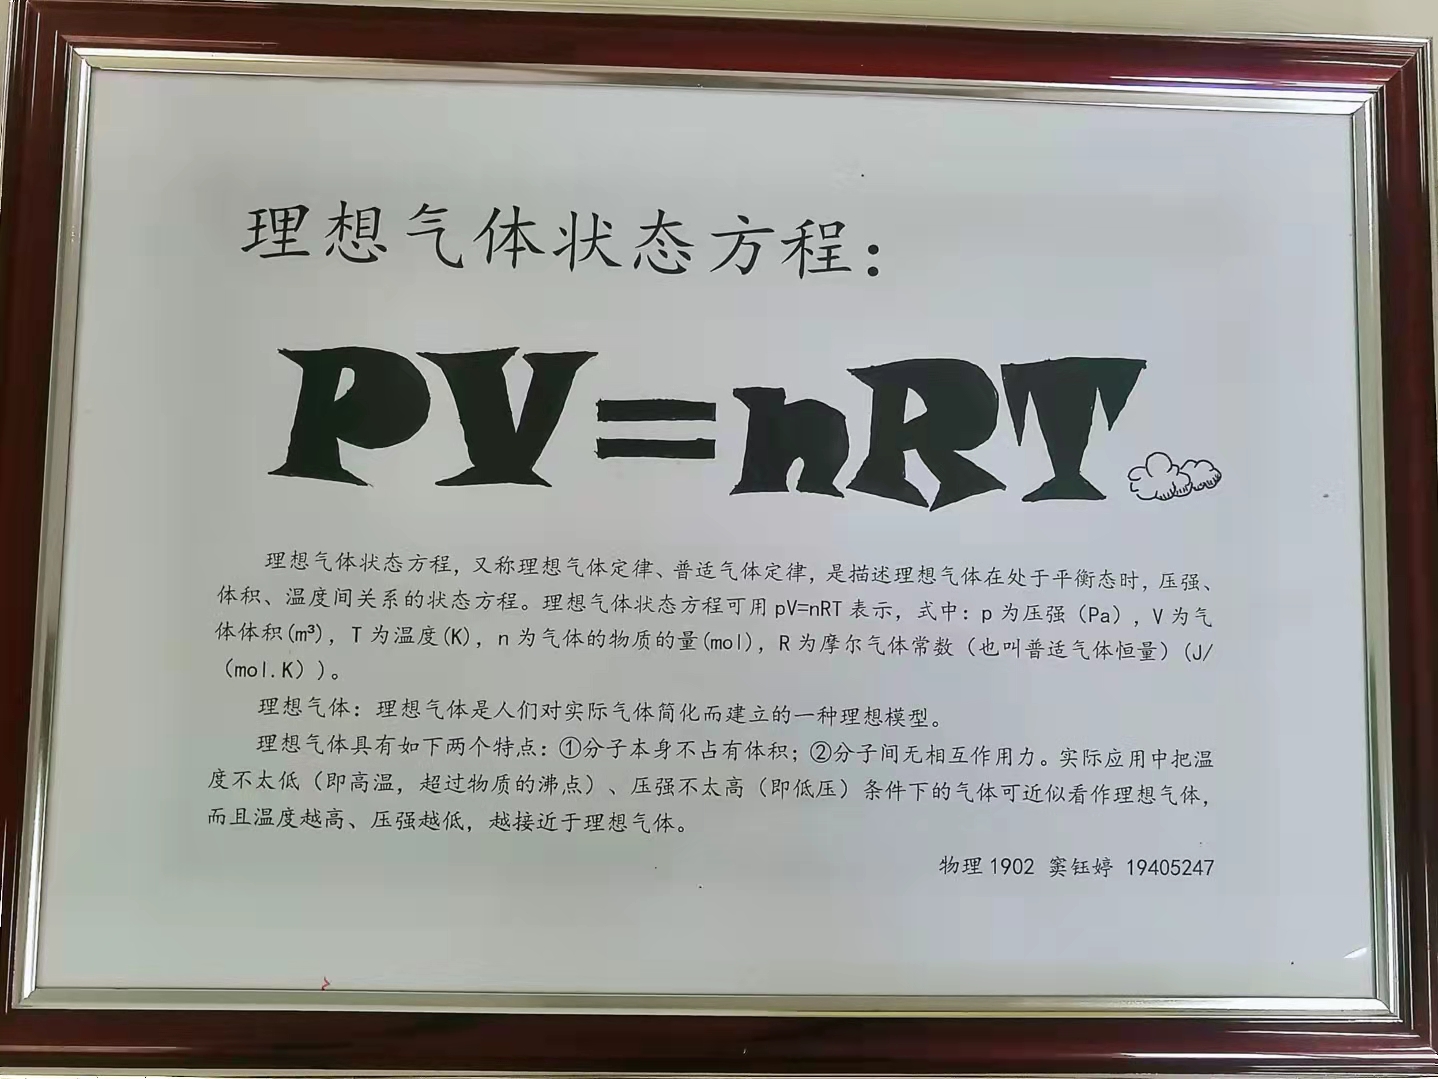 理想气体状态方程：
PV=nRT
理想气体状态方程，又称理想气体定律、普适气体定律，是描述理想气体在处于平衡态时，压强、
体积、温度间关系的状态方程。理想气体状态方程可用 pV=nRT 表示，式中：p 为压强（Pa），V 为气
体体积(m³)，T 为温度(K)，n 为气体的物质的量(mol)，R 为摩尔气体常数（也叫普适气体恒量）(J/
（mol.K）)。
理想气体：理想气体是人们对实际气体简化而建立的一种理想模型。
理想气体具有如下两个特点：①分子本身不占有体积；②分子间无相互作用力。实际应用中把温
度不太低（即高温，超过物质的沸点）、压强不太高（即低压）条件下的气体可近似看作理想气体，
而且温度越高、压强越低，越接近于理想气体。
物理 1902 窦钰婷 19405247